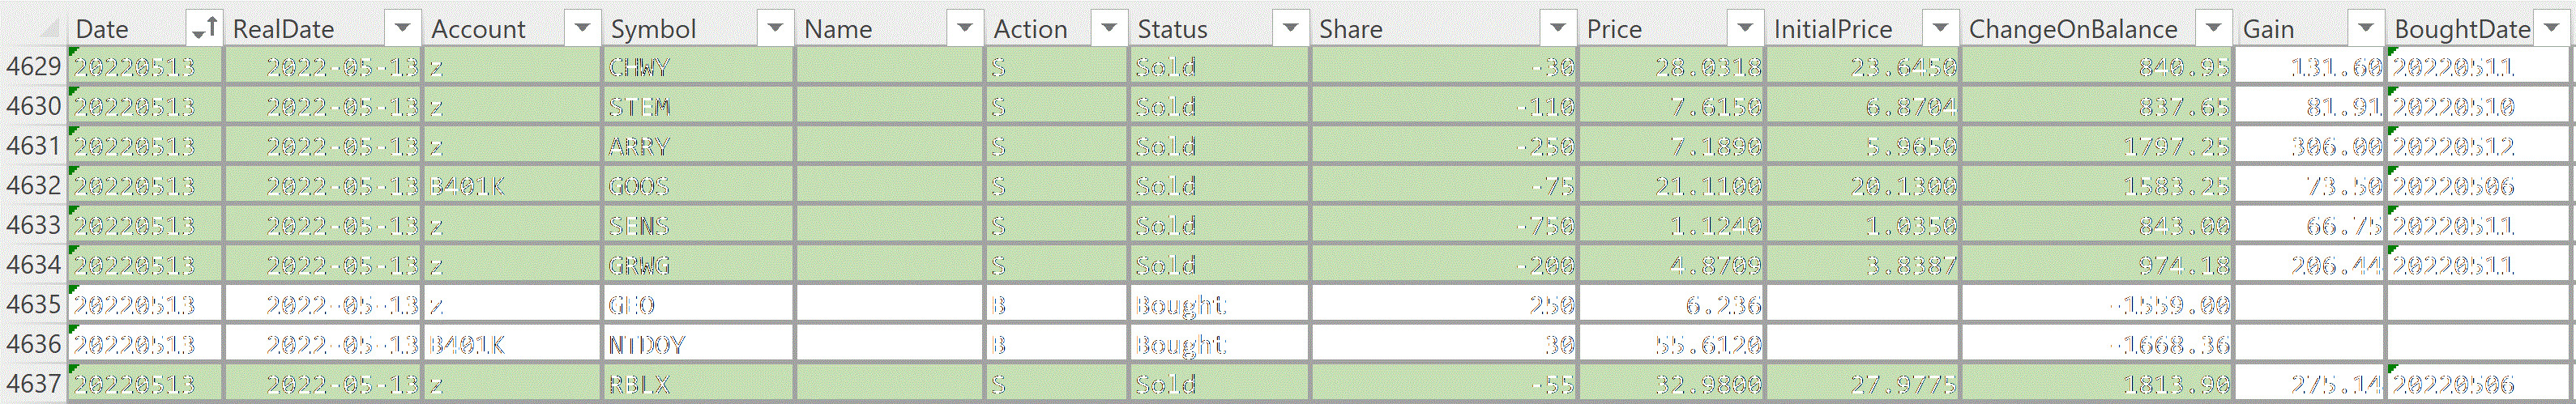 Date RealDate Account Symbol Name Action Status Share Price InitialPrice ChangeOnBalance Gain BoughtDate
4629 20220513 2022-05-13 z CHWY S Sold -30 28.0318 23.6450 840.95 131.60 20220511
4630 20220513 2022-05-13 z STEM S Sold -110 7.6150 6.8704 837.65 81.91 20220510
4631 20220513 2022-05-13 z ARRY S Sold -250 7.1890 5.9650 1797.25 306.00 20220512
4632 20220513 2022-05-13 B401K GOOS S Sold -75 21.1100 20.1300 1583.25 73.50 20220506
4633 20220513 2022-05-13 z SENS S Sold -750 1.1240 1.0350 843.00 66.75 20220511
4634 20220513 2022-05-13 z GRWG S Sold -200 4.8709 3.8387 974.18 206.44 20220511
4635 20220513 2022-05-13 z GEO B Bought 250 6.236 -1559.00
4636 20220513 2022-05-13 B401K NTDOY B Bought 30 55.6120 -1668.36
4637 20220513 2022-05-13 z RBLX S Sold -55 32.9800 27.9775 1813.90 275.14 20220506